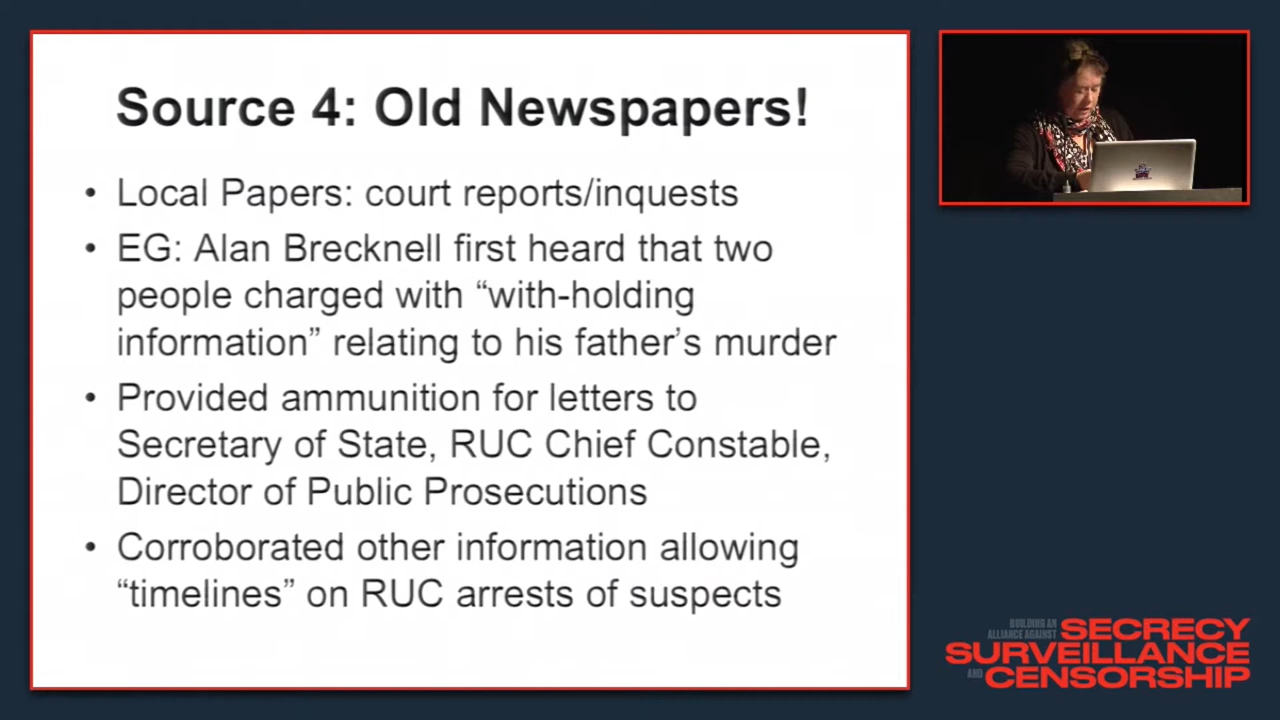 Source 4: Old Newspapers!
• Local Papers: court reports/inquests
• EG: Alan Brecknell first heard that two
people charged with “with-holding
information” relating to his father’s murder
• Provided ammunition for letters to
Secretary of State, RUC Chief Constable,
Director of Public Prosecutions
• Corroborated other information allowing
“timelines” on RUC arrests of suspects
BUILDING AN
ALLIANCE AGAINST
SECRECY
SURVEILLANCE
AND CENSORSHIP